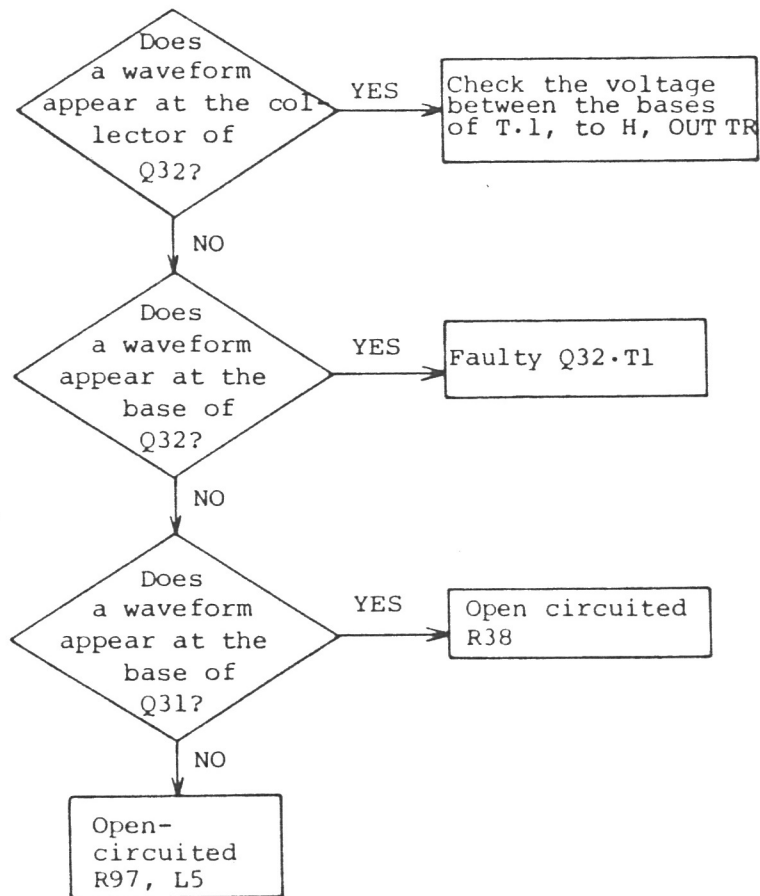 Does
a waveform
appear at the col-
lector of
Q32?
YES
Check the voltage
between the bases
of T.1, to H, OUT TR
NO
Does
a waveform
appear at the
base of
Q32?
YES
Faulty Q32·T1
NO
Does
a waveform
appear at the
base of
Q31?
YES
Open circuited
R38
NO
Open-
circuited
R97, L5